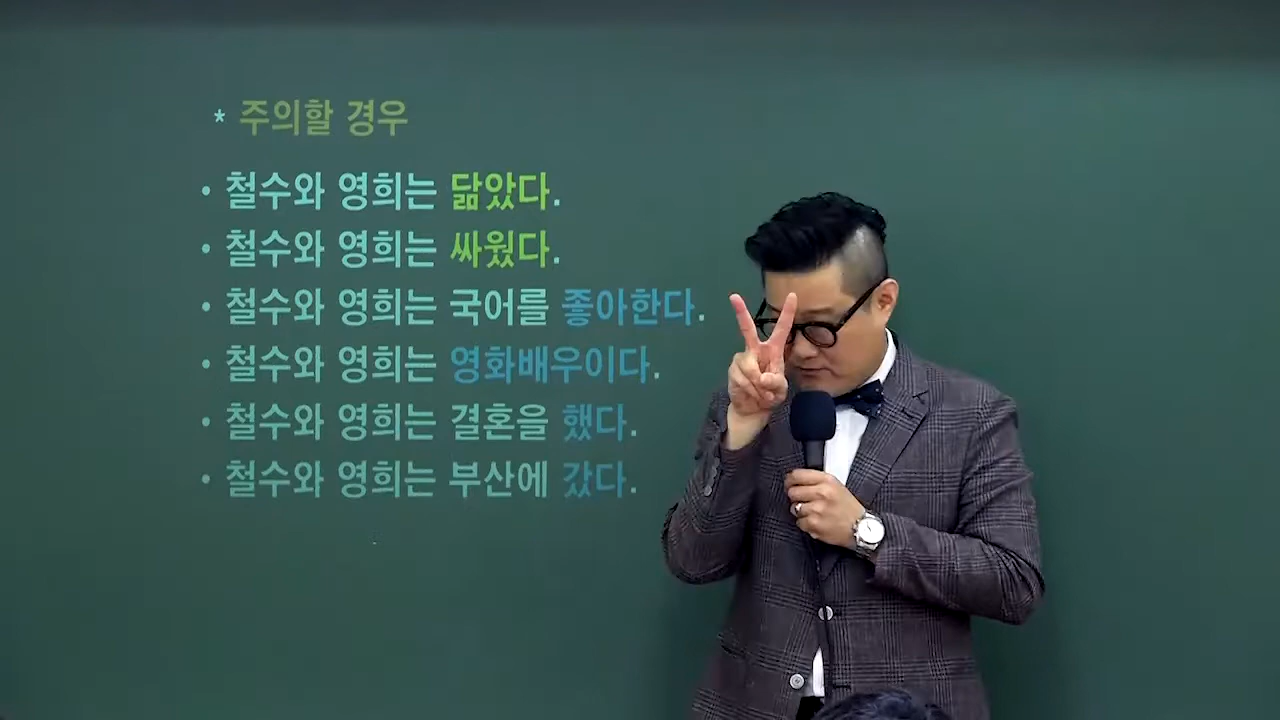 * 주의할 경우
• 철수와 영희는 닮았다.
• 철수와 영희는 싸웠다.
• 철수와 영희는 국어를 좋아한다.
• 철수와 영희는 영화배우이다.
• 철수와 영희는 결혼을 했다.
• 철수와 영희는 부산에 갔다.